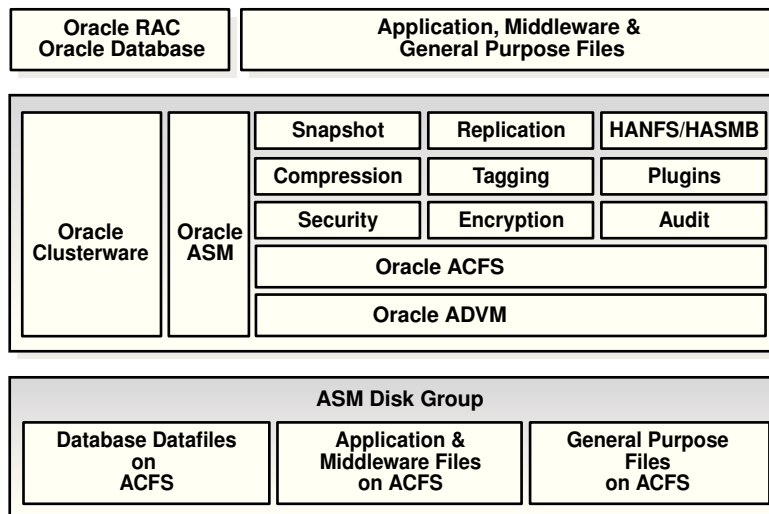 Oracle RAC
Oracle Database
Application, Middleware &
General Purpose Files
Oracle
Clusterware
Oracle
ASM
Snapshot
Replication
HANFS/HASMB
Compression
Tagging
Plugins
Security
Encryption
Audit
Oracle ACFS
Oracle ADVM
ASM Disk Group
Database Datafiles
on
ACFS
Application &
Middleware Files
on ACFS
General Purpose
Files
on ACFS